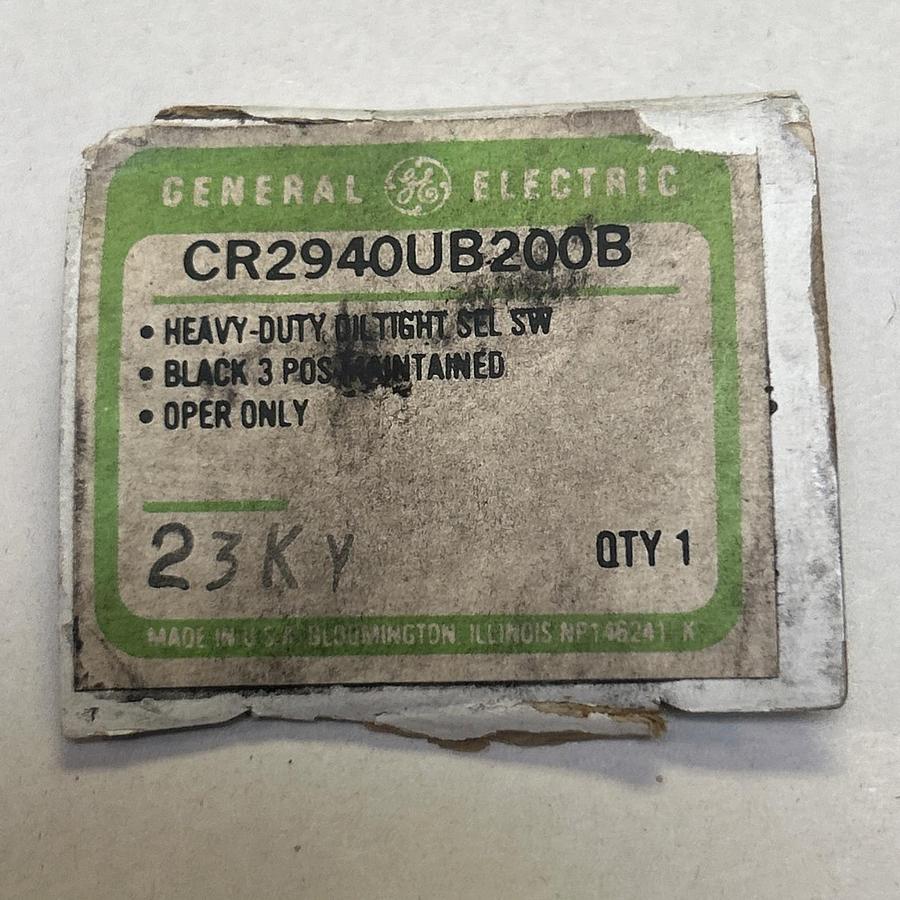 GENERAL GE ELECTRIC
CR2940UB200B
• HEAVY-DUTY OILTIGHT SEL SW
• BLACK 3 POS MAINTAINED
• OPER ONLY
23Ky
QTY 1
MADE IN U.S.A. BLOOMINGTON, ILLINOIS NP146241 K